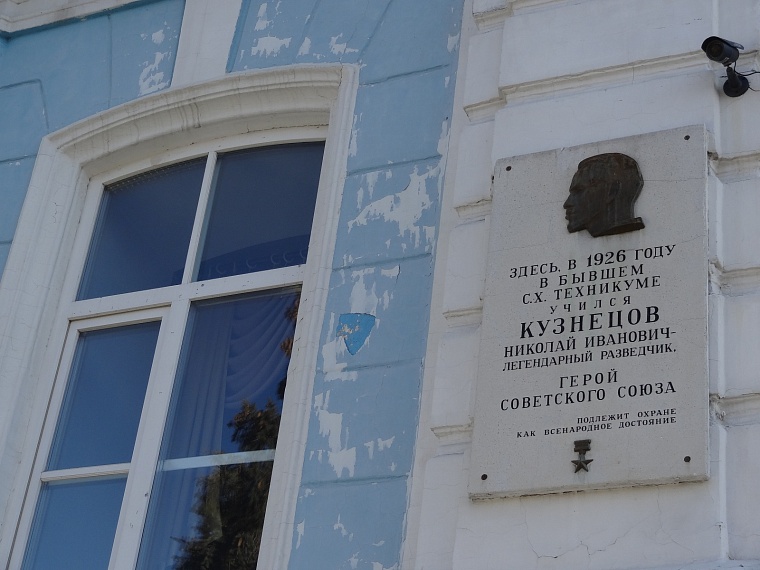 ЗДЕСЬ, В 1926 ГОДУ
В БЫВШЕМ
С.Х. ТЕХНИКУМЕ
УЧИЛСЯ
КУЗНЕЦОВ
НИКОЛАЙ ИВАНОВИЧ-
ЛЕГЕНДАРНЫЙ РАЗВЕДЧИК.
ГЕРОЙ
СОВЕТСКОГО СОЮЗА
ПОДЛЕЖИТ ОХРАНЕ
КАК ВСЕНАРОДНОЕ ДОСТОЯНИЕ